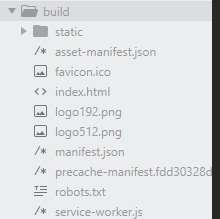 build
static
asset-manifest.json
favicon.ico
index.html
logo192.png
logo512.png
manifest.json
precache-manifest.fdd30328d
robots.txt
service-worker.js